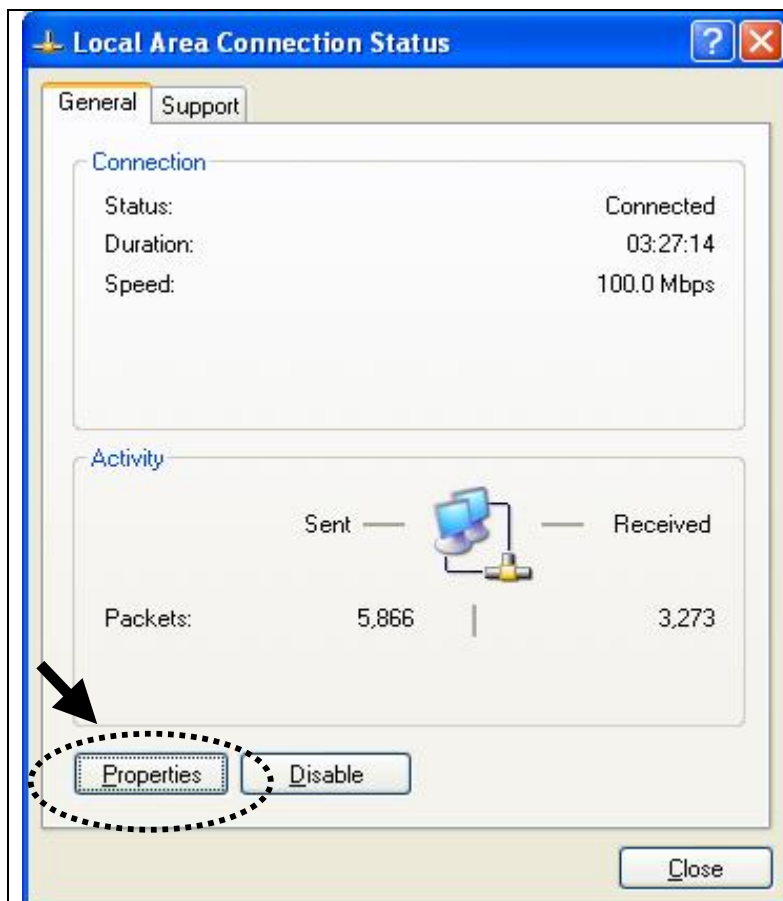 Local Area Connection Status
General Support
Connection
Status: Connected
Duration: 03:27:14
Speed: 100.0 Mbps
Activity
Sent Received
Packets: 5,866 3,273
Properties Disable
Close